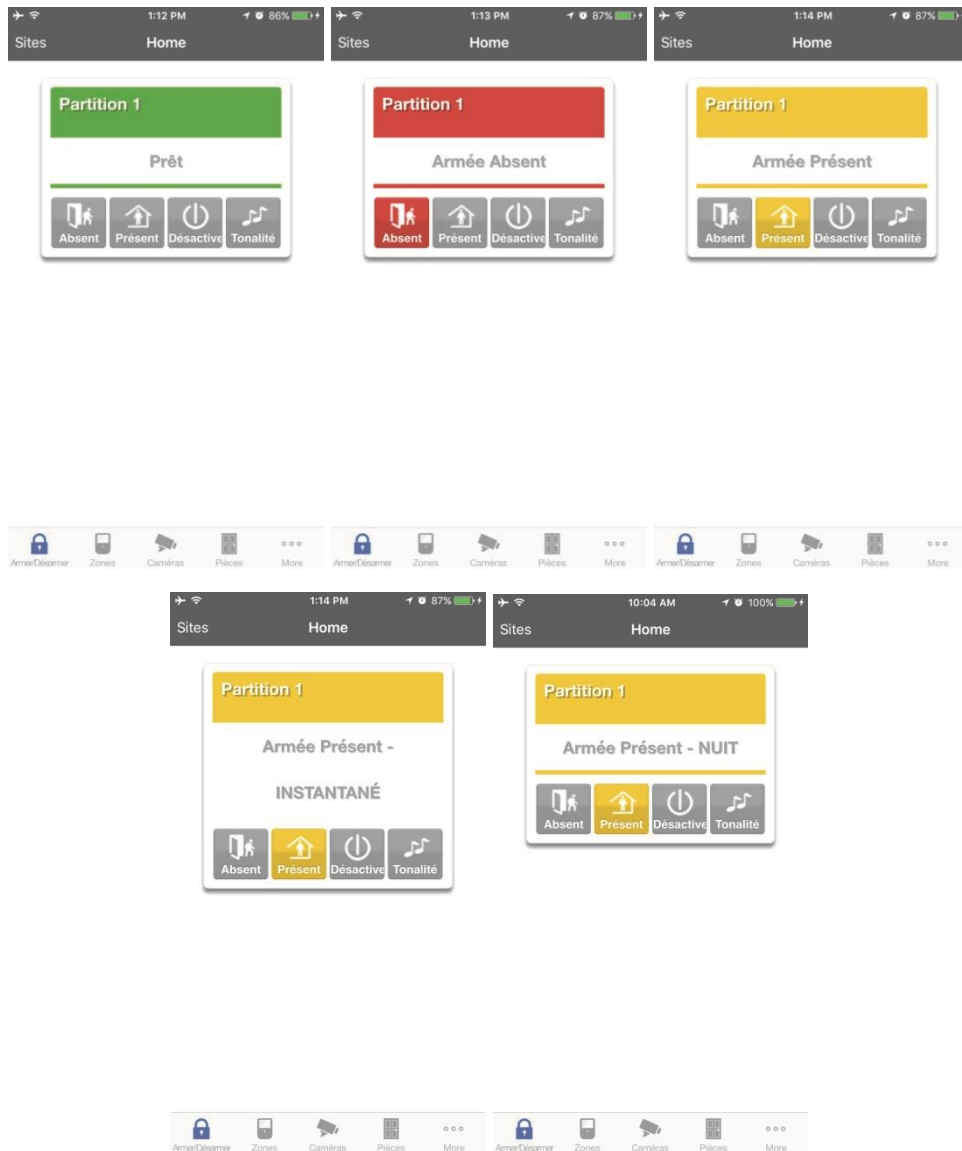 1:12 PM 86%
Sites Home
Partition 1
Prêt
Absent Présent Désactive Tonalité
Armer/Désarmer Zones Caméras Pièces More
1:13 PM 87%
Sites Home
Partition 1
Armée Absent
Absent Présent Désactive Tonalité
Armer/Désarmer Zones Caméras Pièces More
1:14 PM 87%
Sites Home
Partition 1
Armée Présent
Absent Présent Désactive Tonalité
Armer/Désarmer Zones Caméras Pièces More
1:14 PM 87%
Sites Home
Partition 1
Armée Présent -
INSTANTANÉ
Absent Présent Désactive Tonalité
Armer/Désarmer Zones Caméras Pièces More
10:04 AM 100%
Sites Home
Partition 1
Armée Présent - NUIT
Absent Présent Désactive Tonalité
Armer/Désarmer Zones Caméras Pièces More